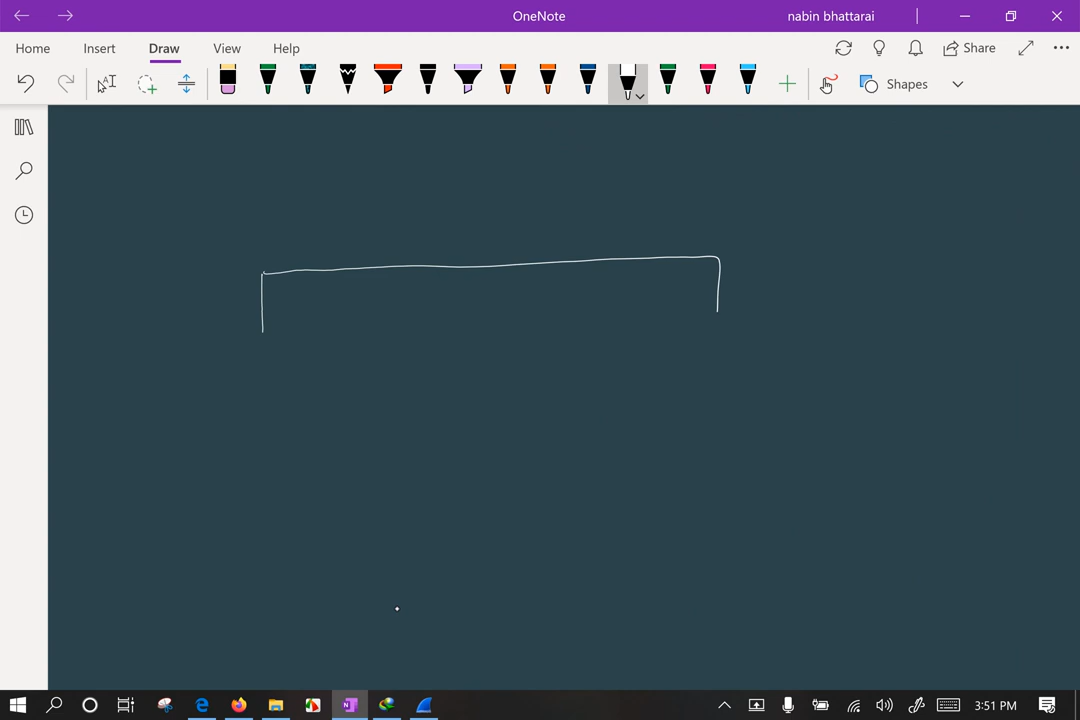 OneNote
nabin bhattarai
Home
Insert
Draw
View
Help
Share
Shapes
3:51 PM